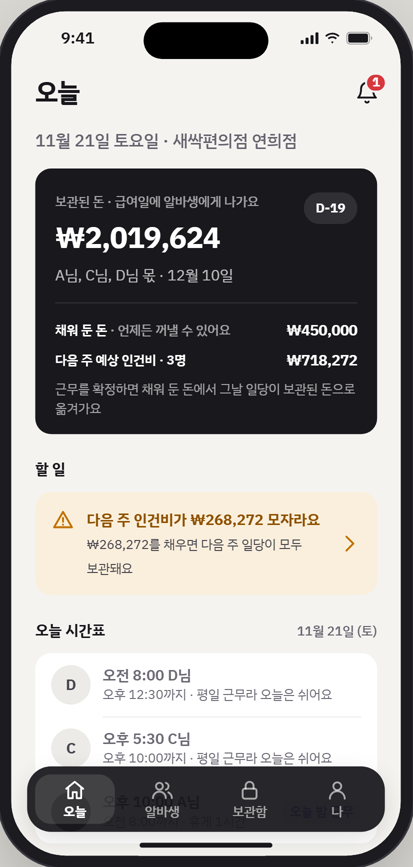 9:41
오늘
1
11월 21일 토요일 · 새싹편의점 연희점
보관된 돈 · 급여일에 알바생에게 나가요
D-19
₩2,019,624
A님, C님, D님 몫 · 12월 10일
채워 둔 돈 · 언제든 꺼낼 수 있어요 ₩450,000
다음 주 예상 인건비 · 3명 ₩718,272
근무를 확정하면 채워 둔 돈에서 그날 일당이 보관된 돈으로
옮겨가요
할 일
다음 주 인건비가 ₩268,272 모자라요
₩268,272를 채우면 다음 주 일당이 모두
보관돼요
오늘 시간표 11월 21일 (토)
D
오전 8:00 D님
오후 12:30까지 · 평일 근무라 오늘은 쉬어요
C
오후 5:30 C님
오후 10:00까지 · 평일 근무라 오늘은 쉬어요
오후 10:00 A님
오늘 알바생 보관함 나